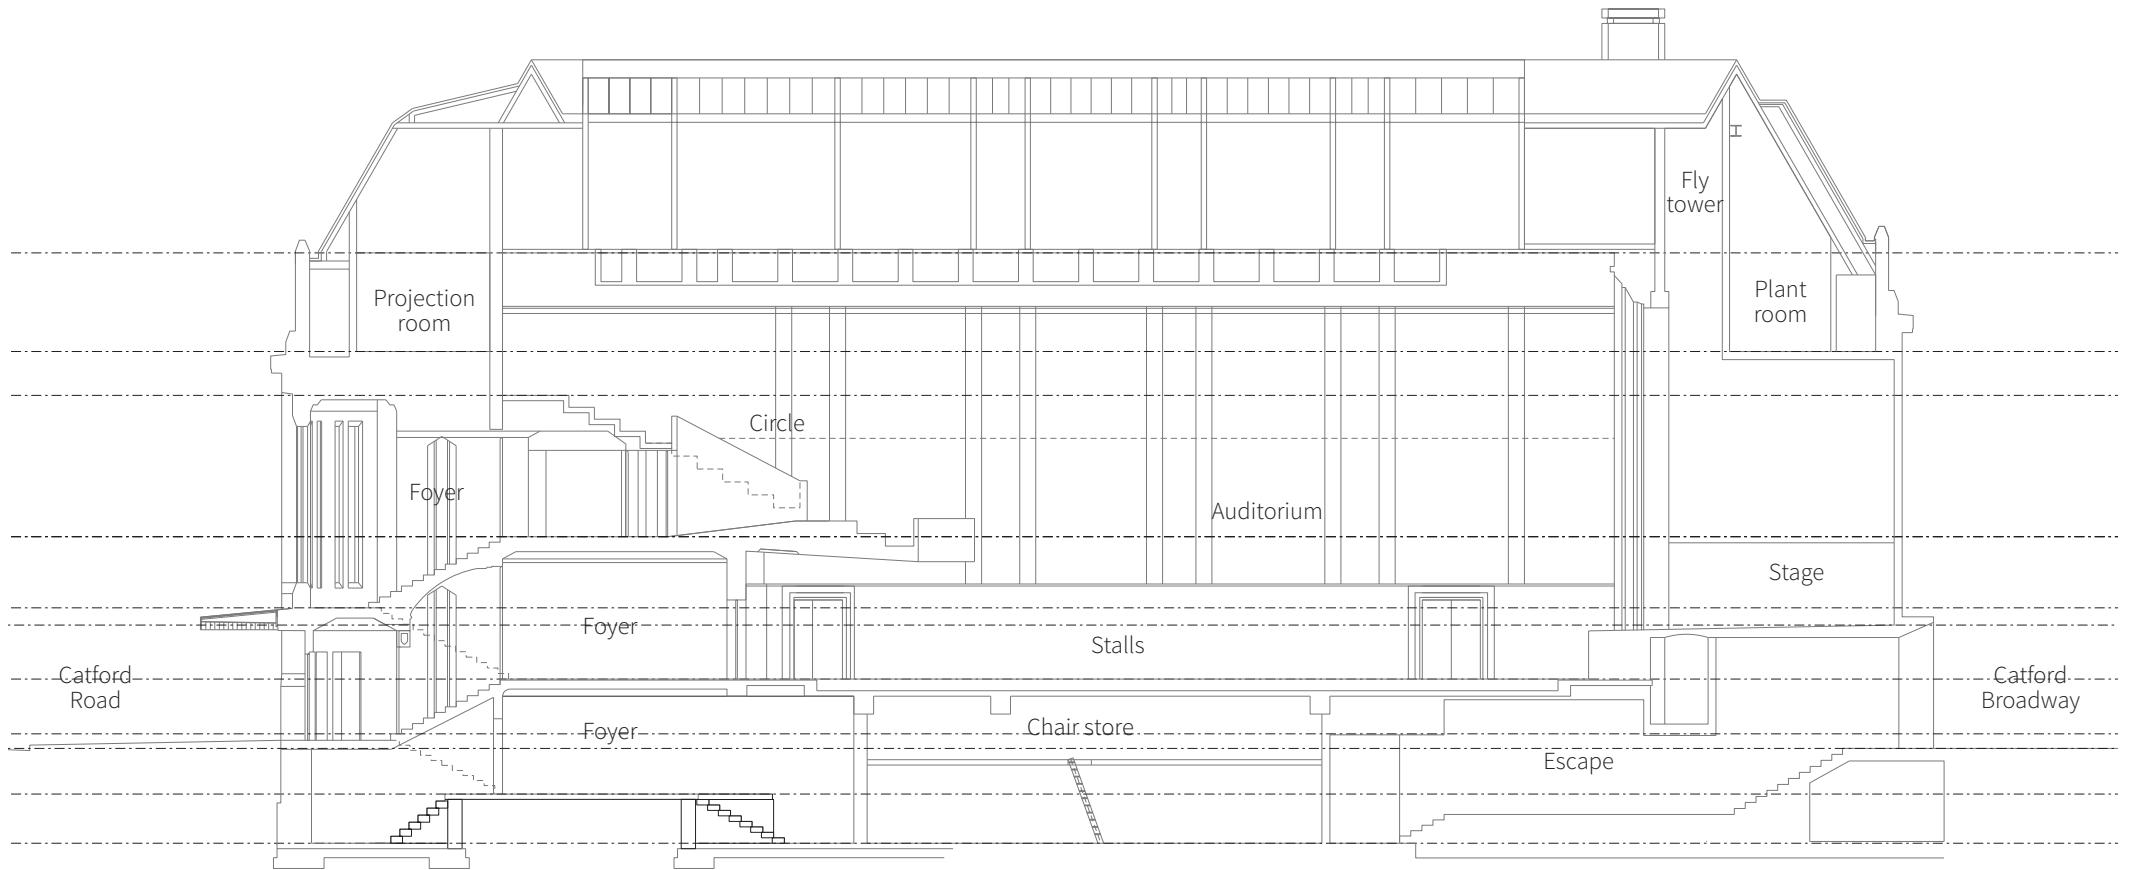 Fly
tower
Projection
room
Plant
room
Circle
Foyer
Auditorium
Stage
Foyer
Stalls
Catford
Road
Catford
Broadway
Foyer
Chair store
Escape